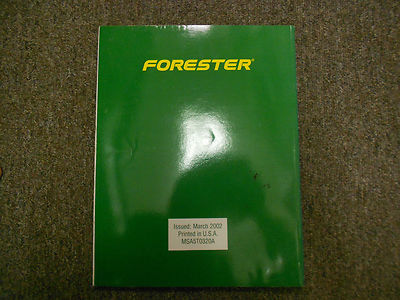 FORESTER®
Issued: March 2002
Printed in U.S.A.
MSA5T0320A